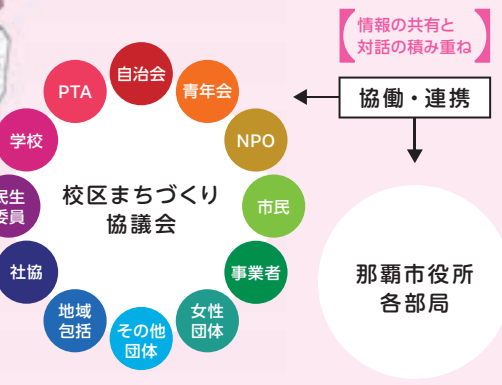 情報の共有と
対話の積み重ね
協働・連携
自治会
青年会
PTA
NPO
学校
校区まちづくり
協議会
市民
民生
委員
社協
事業者
地域
包括
その他
団体
女性
団体
那覇市役所
各部局